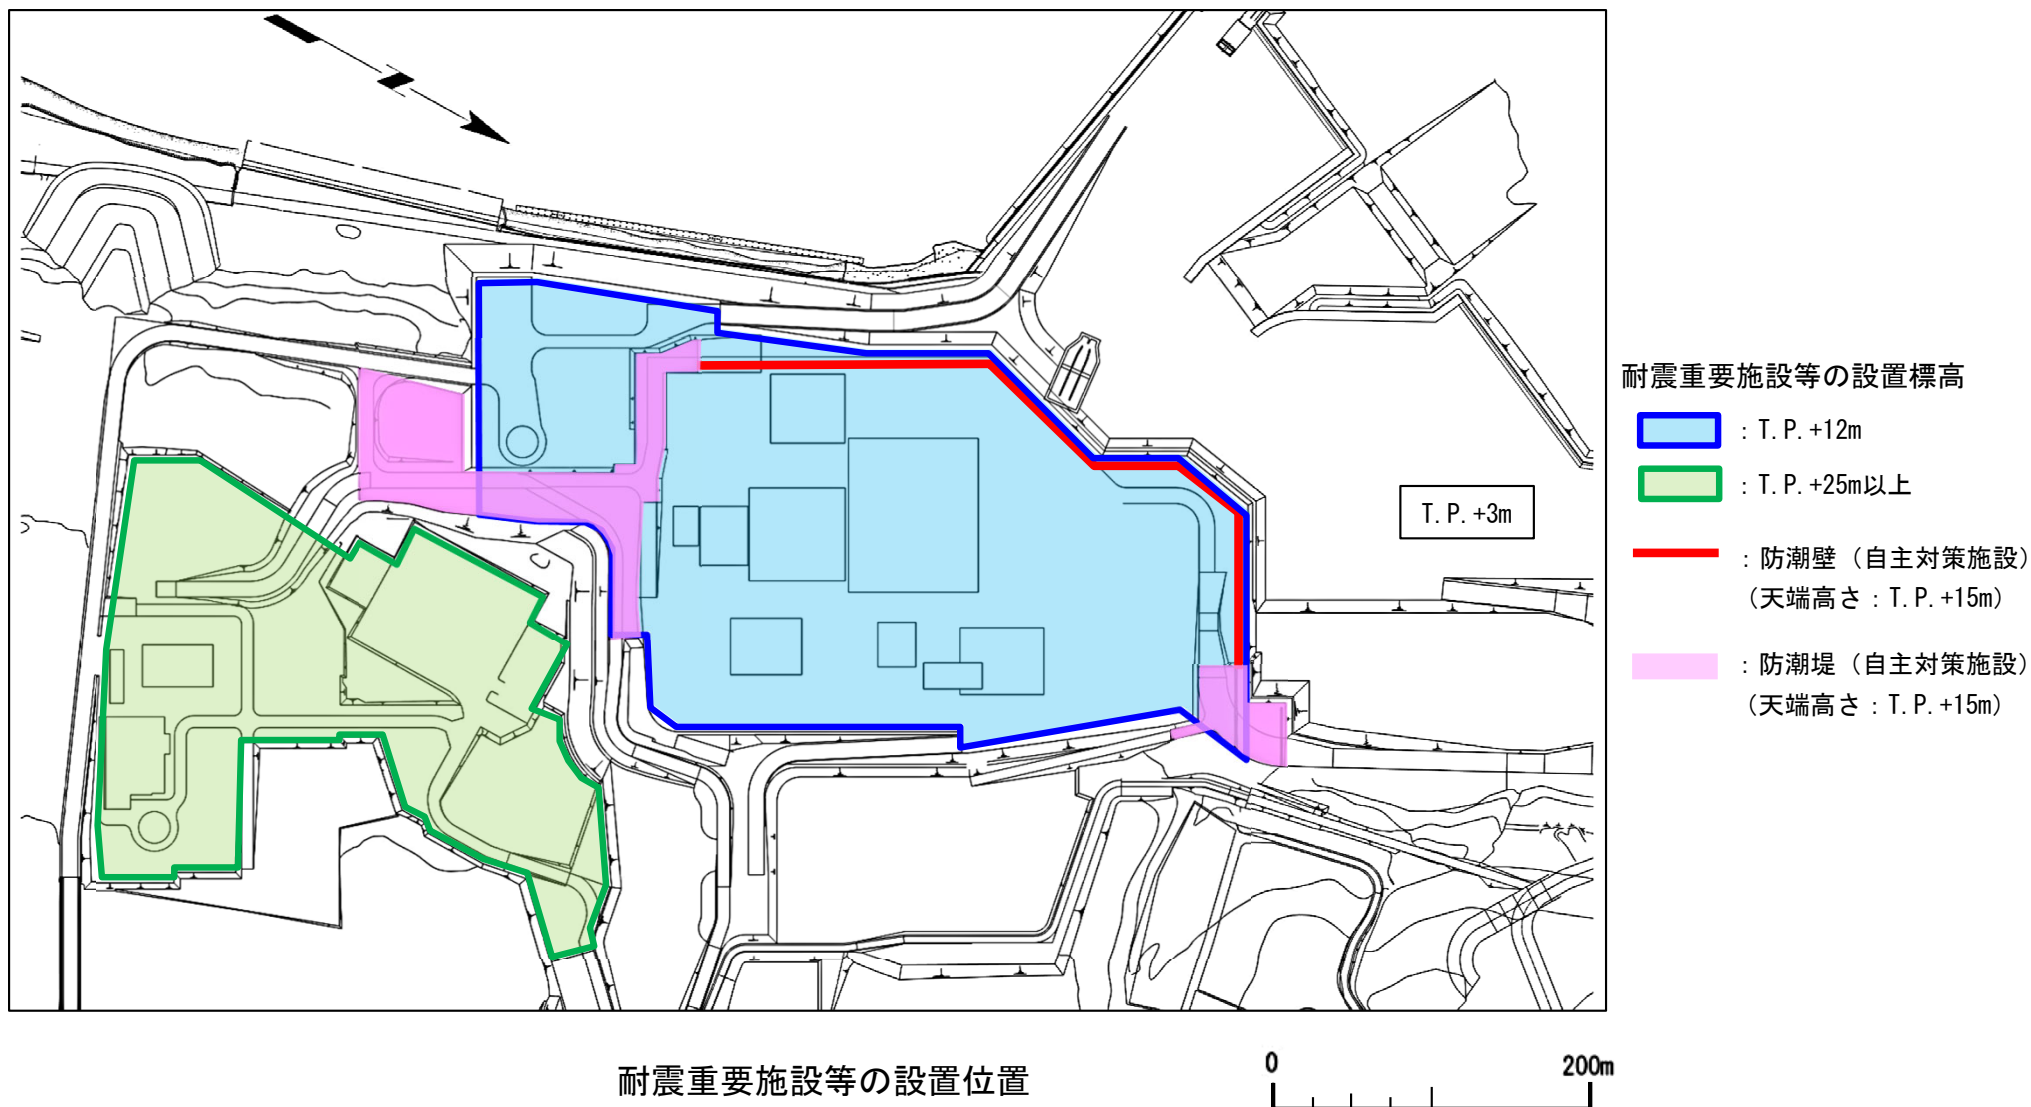 耐震重要施設等の設置標高
：T.P.+12m
：T.P.+25m以上
T.P.+3m
：防潮壁（自主対策施設）
（天端高さ：T.P.+15m）
：防潮堤（自主対策施設）
（天端高さ：T.P.+15m）
耐震重要施設等の設置位置
0 200m